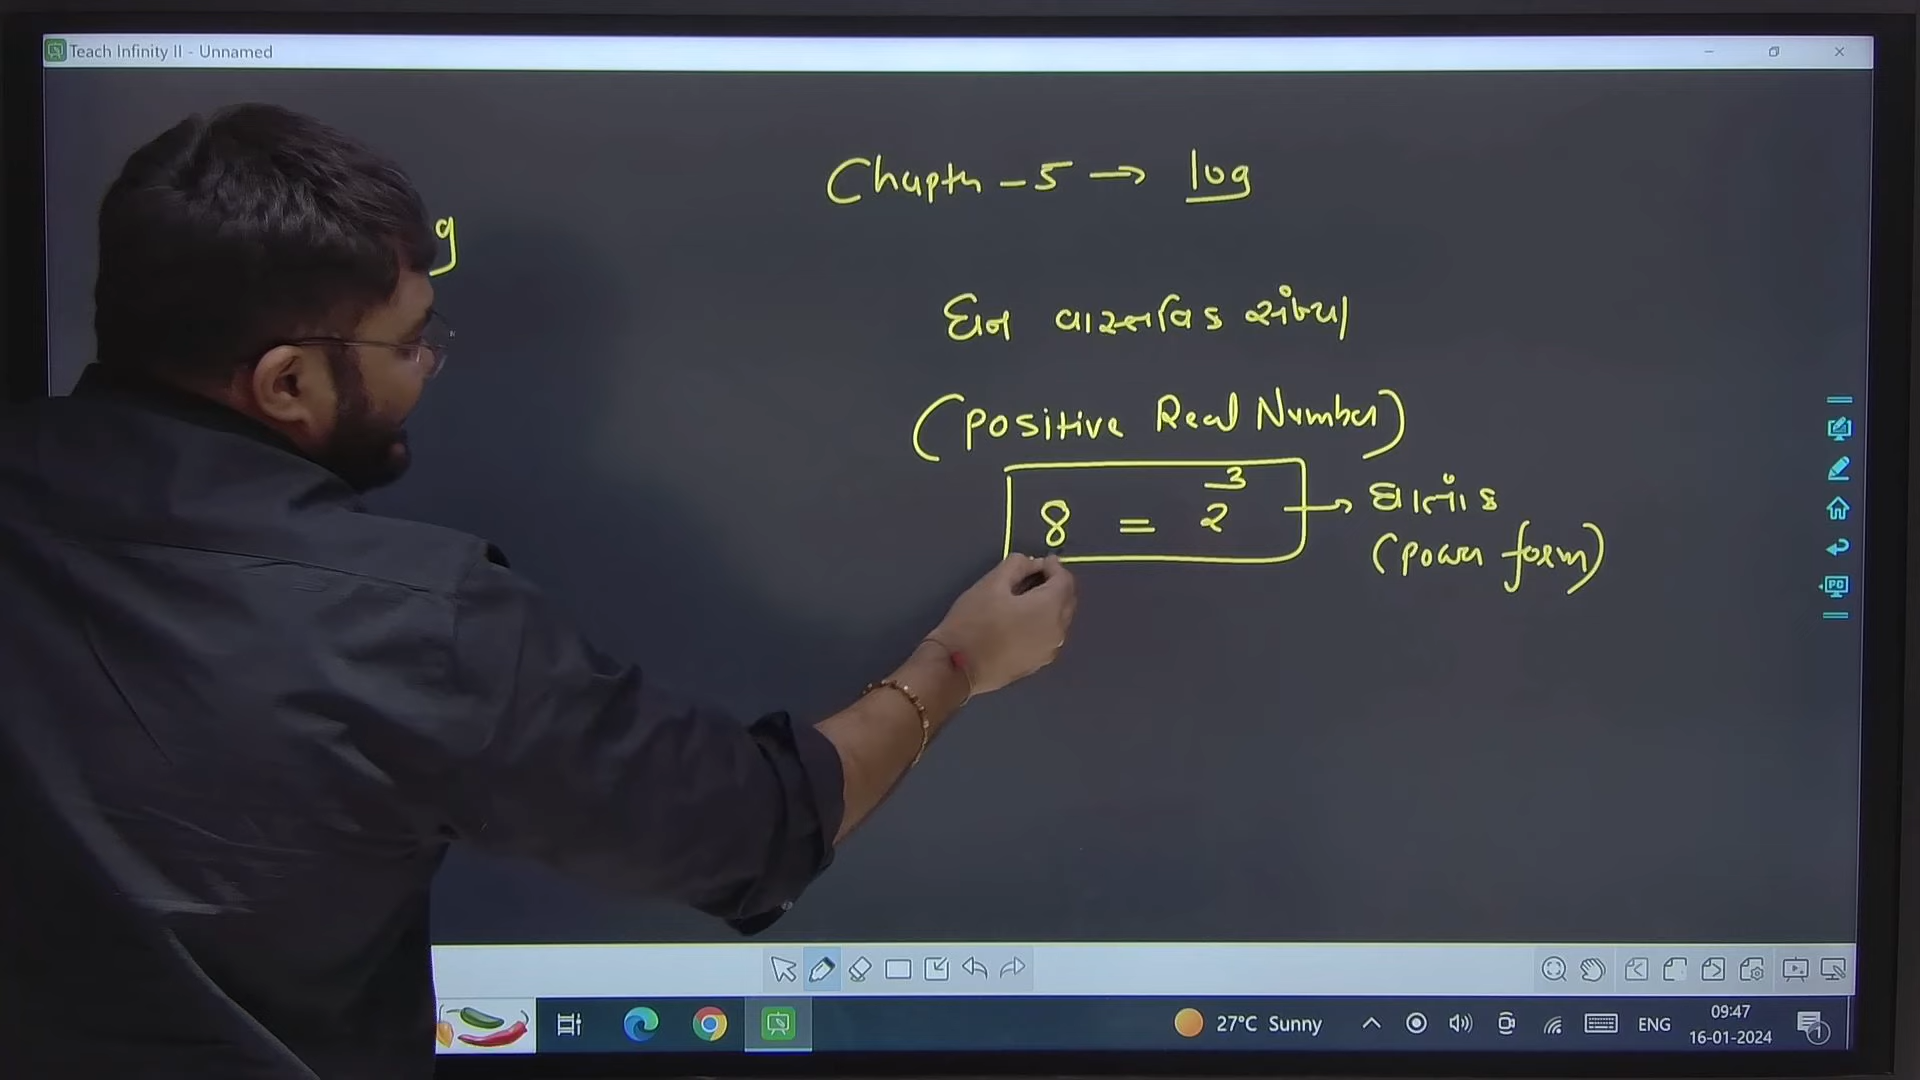 Teach Infinity II - Unnamed
Chapter - 5 → log
g
ધન વાસ્તવિક સંખ્યા
(Positive Real Number)
8 = 2³ → ઘાતાંક
(Power form)
27°C Sunny
ENG
09:47
16-01-2024
1